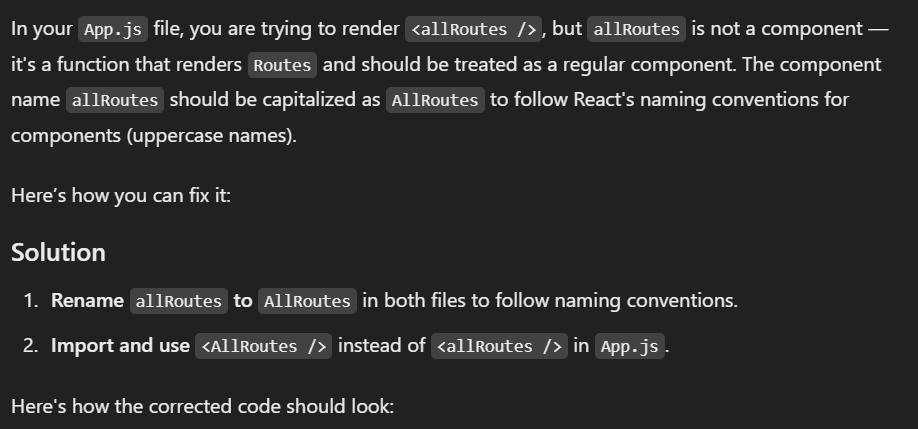 In your App.js file, you are trying to render <allRoutes />, but allRoutes is not a component —
it's a function that renders Routes and should be treated as a regular component. The component
name allRoutes should be capitalized as AllRoutes to follow React's naming conventions for
components (uppercase names).
Here's how you can fix it:
Solution
1. Rename allRoutes to AllRoutes in both files to follow naming conventions.
2. Import and use <AllRoutes /> instead of <allRoutes /> in App.js.
Here's how the corrected code should look: